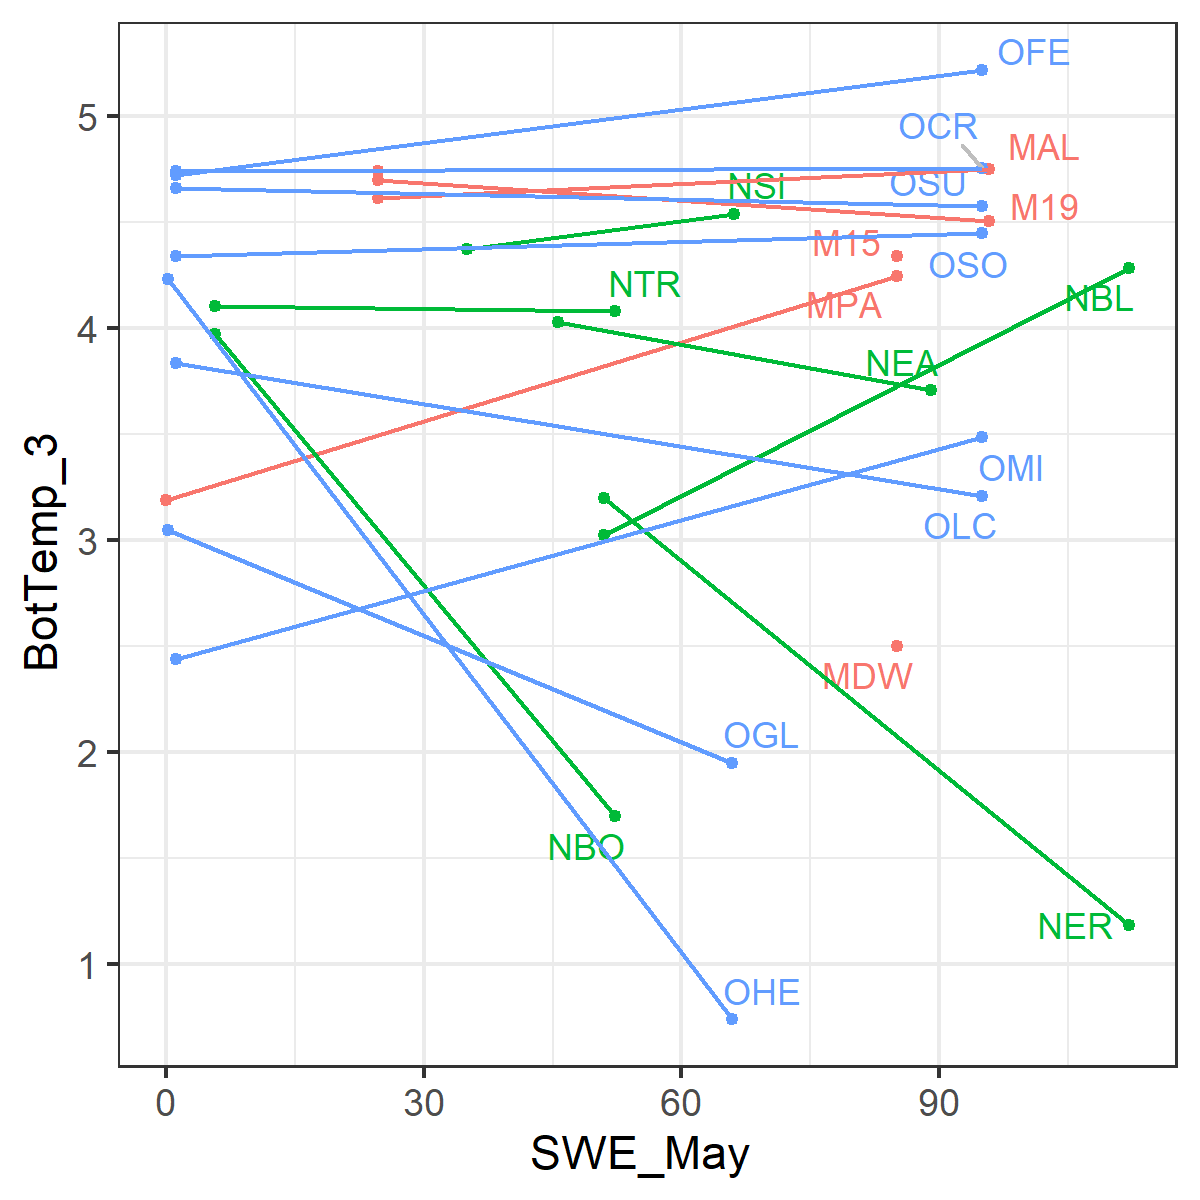 OFE
5
OCR
MAL
NSI
OSU
M19
M15
OSO
NTR
MPA
NBL
4
NEA
OMI
OLC
3
MDW
OGL
2
NBO
NER
1
OHE
0 30 60 90
SWE_May
BotTemp_3